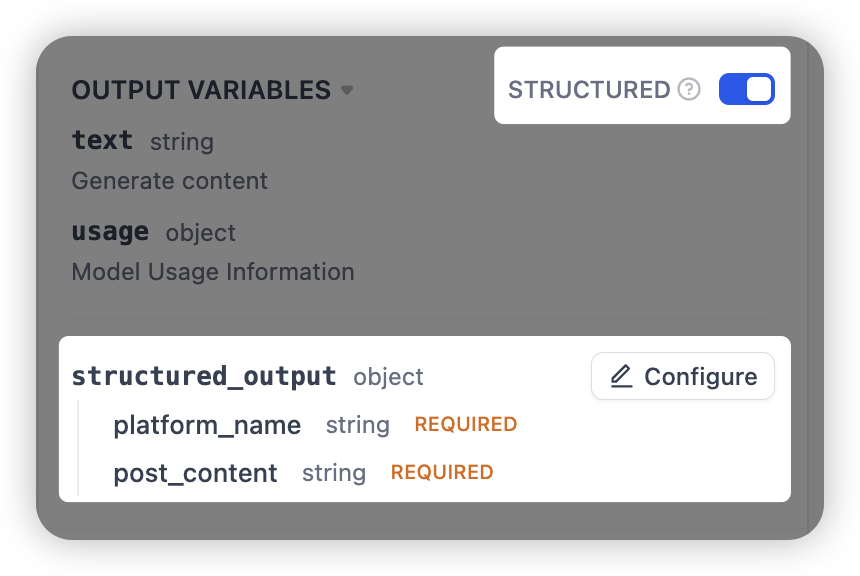 OUTPUT VARIABLES
STRUCTURED ?
text string
Generate content
usage object
Model Usage Information
structured_output object
Configure
platform_name string REQUIRED
post_content string REQUIRED